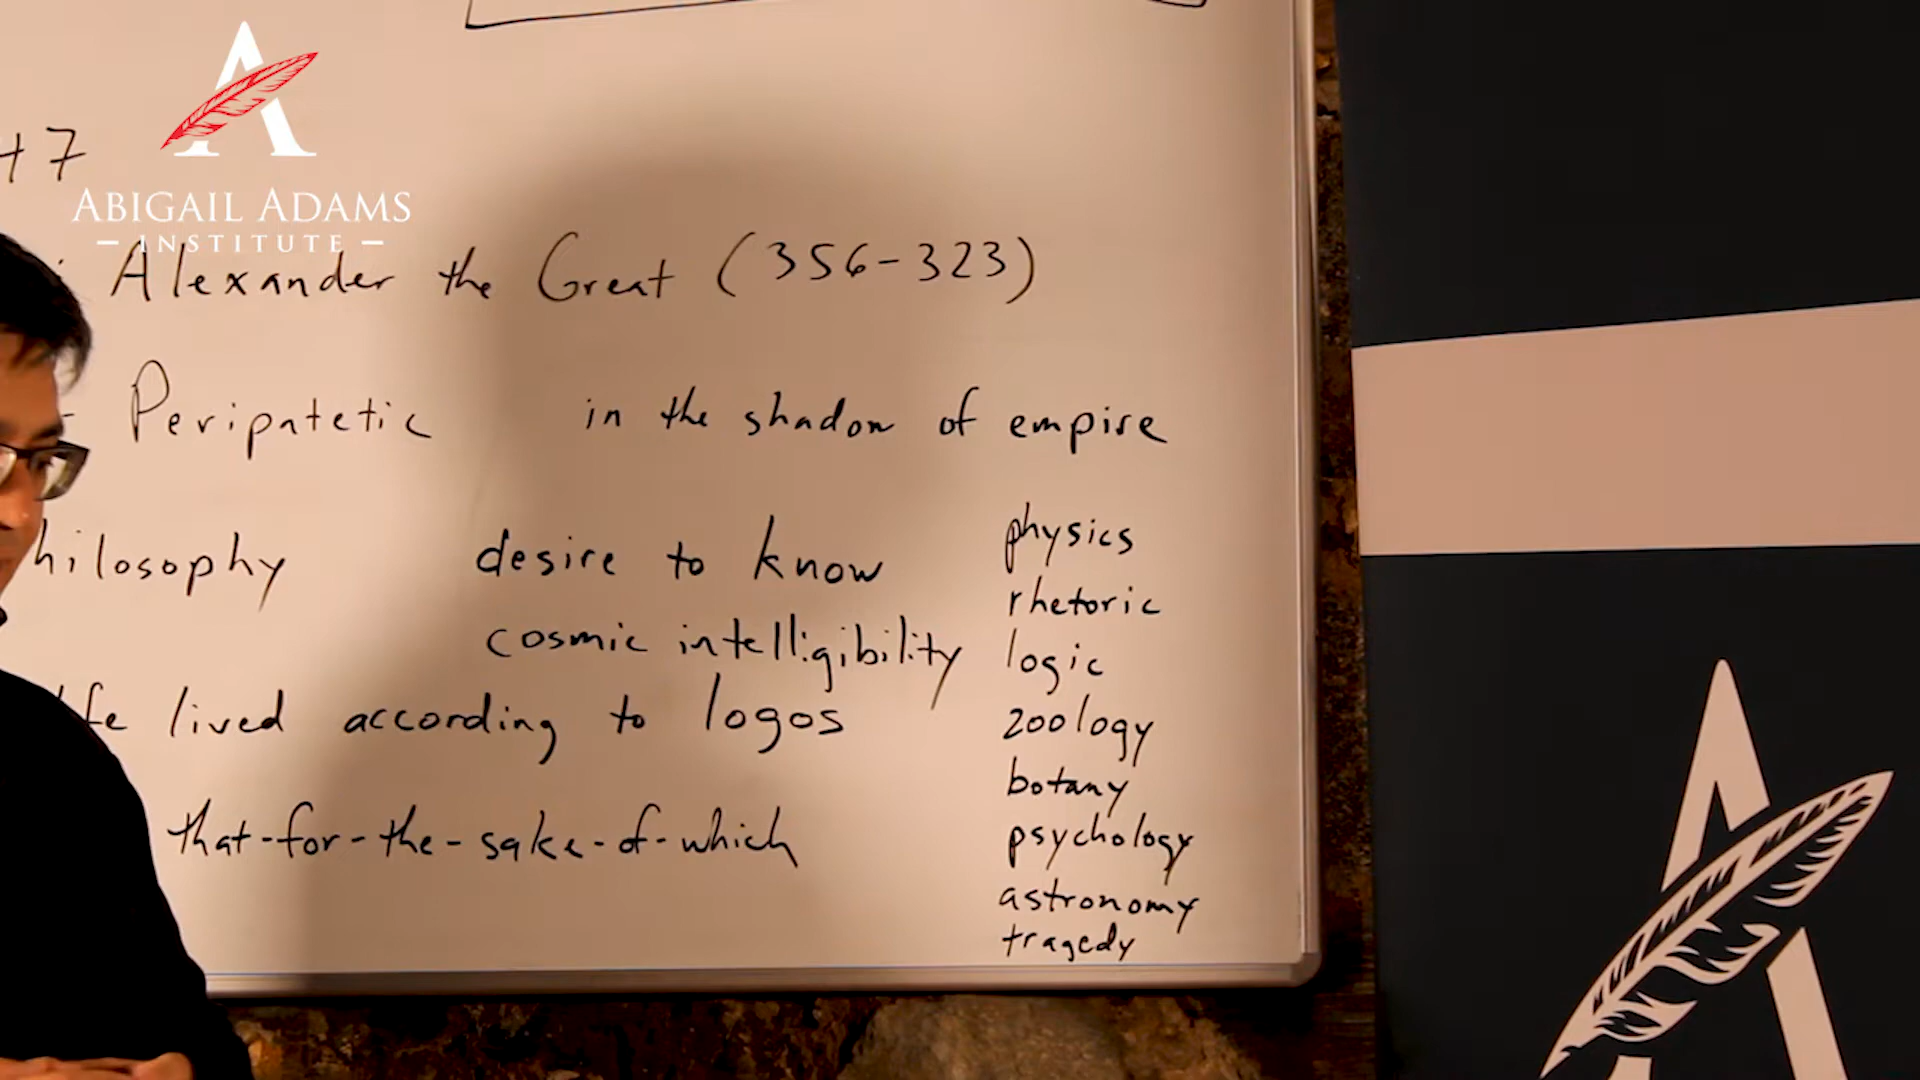 47
ABIGAIL ADAMS
INSTITUTE
Alexander the Great (356-323)
- Peripatetic in the shadow of empire
hilosophy desire to know
cosmic intelligibility
fe lived according to logos
that-for-the-sake-of-which
physics
rhetoric
logic
zoology
botany
psychology
astronomy
tragedy